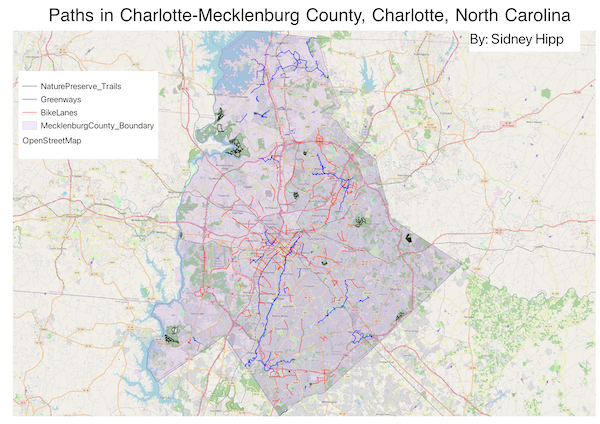 Paths in Charlotte-Mecklenburg County, Charlotte, North Carolina
By: Sidney Hipp
NaturePreserve_Trails
Greenways
BikeLanes
MecklenburgCounty_Boundary
OpenStreetMap